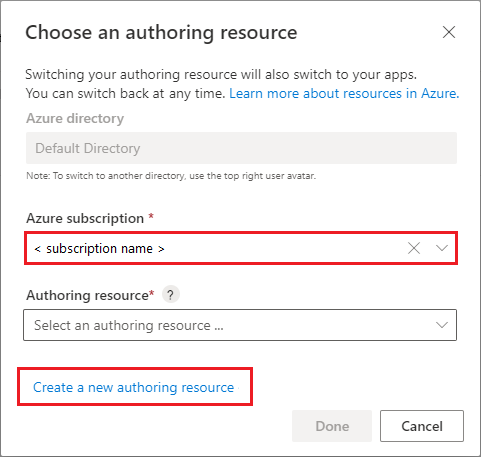 Choose an authoring resource
Switching your authoring resource will also switch to your apps.
You can switch back at any time. Learn more about resources in Azure.
Azure directory
Default Directory
Note: To switch to another directory, use the top right user avatar.
Azure subscription *
< subscription name >
Authoring resource* ?
Select an authoring resource ...
Create a new authoring resource
Done Cancel